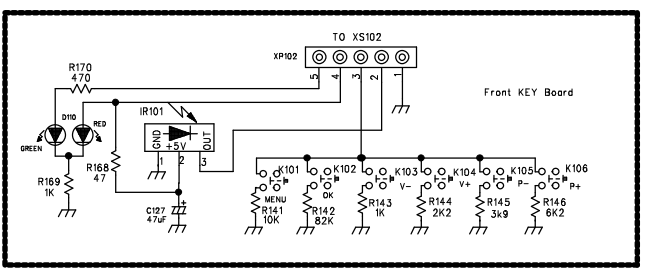 TO XS102
XP102
5 4 3 2 1
R170
470
Front KEY Board
D110
RED
GREEN
IR101
GND
+5V
OUT
1 2 3
R168
47
R169
1K
C127
47uF
+
K101
MENU
R141
10K
K102
OK
R142
82K
K103
V-
R143
1K
K104
V+
R144
2K2
K105
P-
R145
3k9
K106
P+
R146
6K2